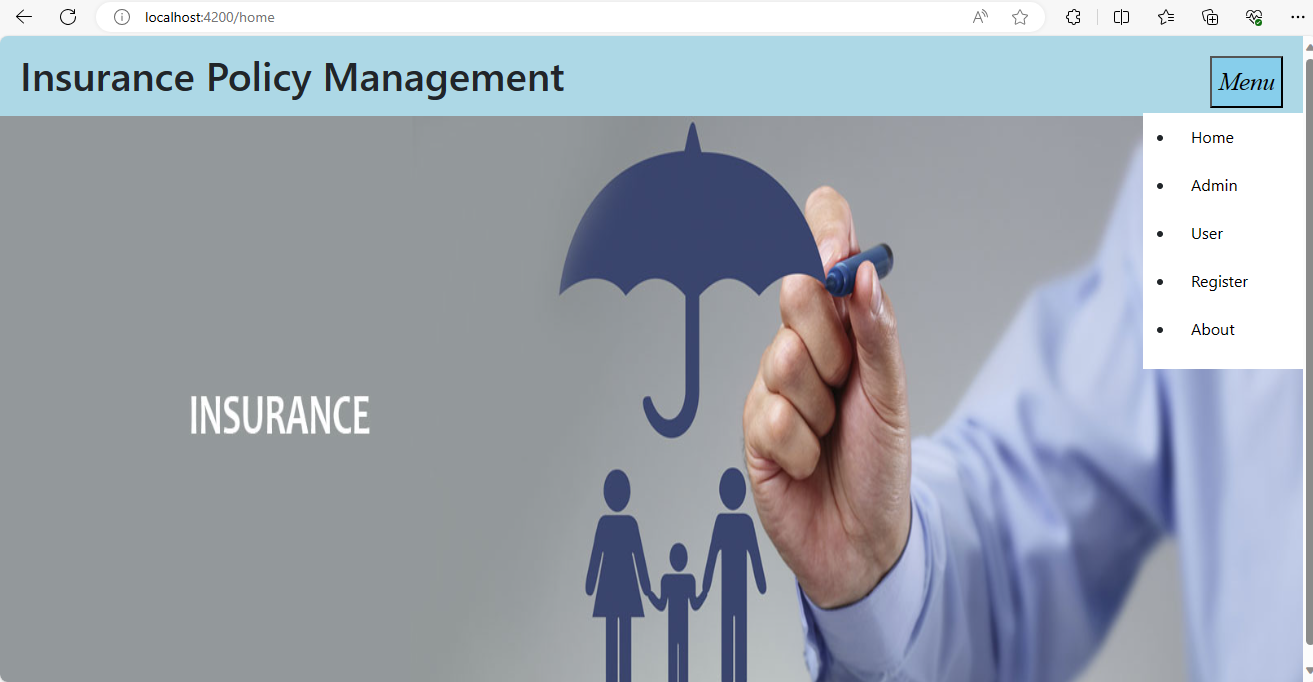 localhost:4200/home
Insurance Policy Management
Menu
Home
Admin
User
Register
About
INSURANCE